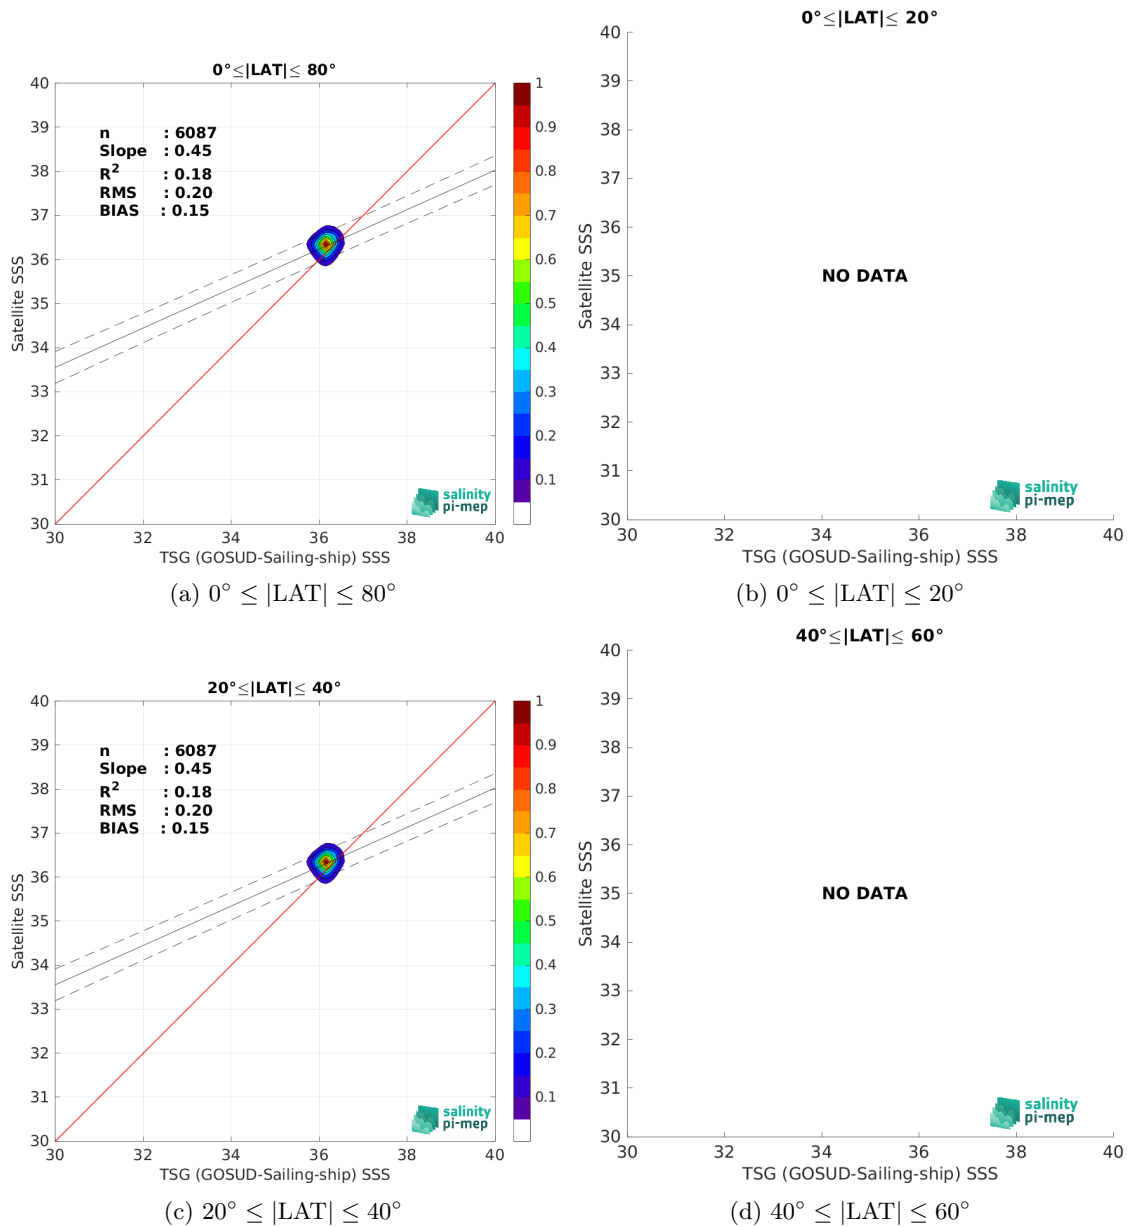 0°≤|LAT|≤ 80°
40
39
38
37
36
35
34
33
32
31
30
Satellite SSS
n : 6087
Slope : 0.45
R² : 0.18
RMS : 0.20
BIAS : 0.15
salinity
pi-mep
30 32 34 36 38 40
TSG (GOSUD-Sailing-ship) SSS
1
0.9
0.8
0.7
0.6
0.5
0.4
0.3
0.2
0.1
(a) 0° ≤ |LAT| ≤ 80°
0°≤|LAT|≤ 20°
40
39
38
37
36
35
34
33
32
31
30
Satellite SSS
NO DATA
salinity
pi-mep
30 32 34 36 38 40
TSG (GOSUD-Sailing-ship) SSS
(b) 0° ≤ |LAT| ≤ 20°
20°≤|LAT|≤ 40°
40
39
38
37
36
35
34
33
32
31
30
Satellite SSS
n : 6087
Slope : 0.45
R² : 0.18
RMS : 0.20
BIAS : 0.15
salinity
pi-mep
30 32 34 36 38 40
TSG (GOSUD-Sailing-ship) SSS
1
0.9
0.8
0.7
0.6
0.5
0.4
0.3
0.2
0.1
(c) 20° ≤ |LAT| ≤ 40°
40°≤|LAT|≤ 60°
40
39
38
37
36
35
34
33
32
31
30
Satellite SSS
NO DATA
salinity
pi-mep
30 32 34 36 38 40
TSG (GOSUD-Sailing-ship) SSS
(d) 40° ≤ |LAT| ≤ 60°